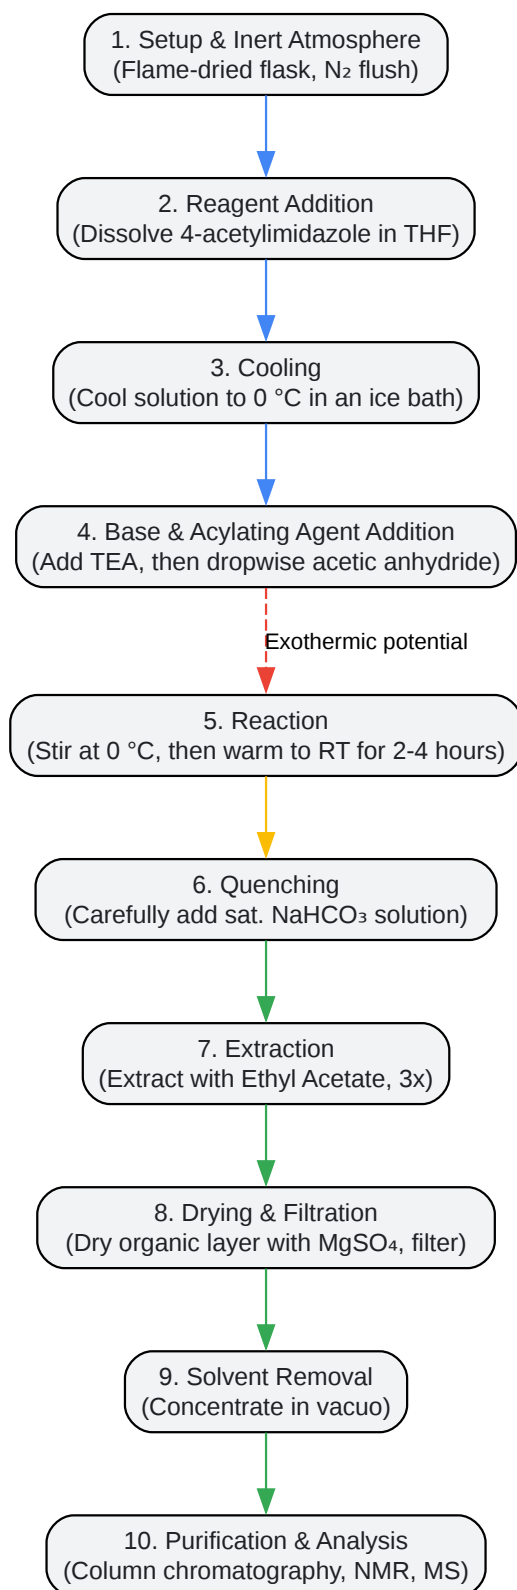 1. Setup & Inert Atmosphere
(Flame-dried flask, N₂ flush)
2. Reagent Addition
(Dissolve 4-acetylimidazole in THF)
3. Cooling
(Cool solution to 0 °C in an ice bath)
4. Base & Acylating Agent Addition
(Add TEA, then dropwise acetic anhydride)
Exothermic potential
5. Reaction
(Stir at 0 °C, then warm to RT for 2-4 hours)
6. Quenching
(Carefully add sat. NaHCO₃ solution)
7. Extraction
(Extract with Ethyl Acetate, 3x)
8. Drying & Filtration
(Dry organic layer with MgSO₄, filter)
9. Solvent Removal
(Concentrate in vacuo)
10. Purification & Analysis
(Column chromatography, NMR, MS)